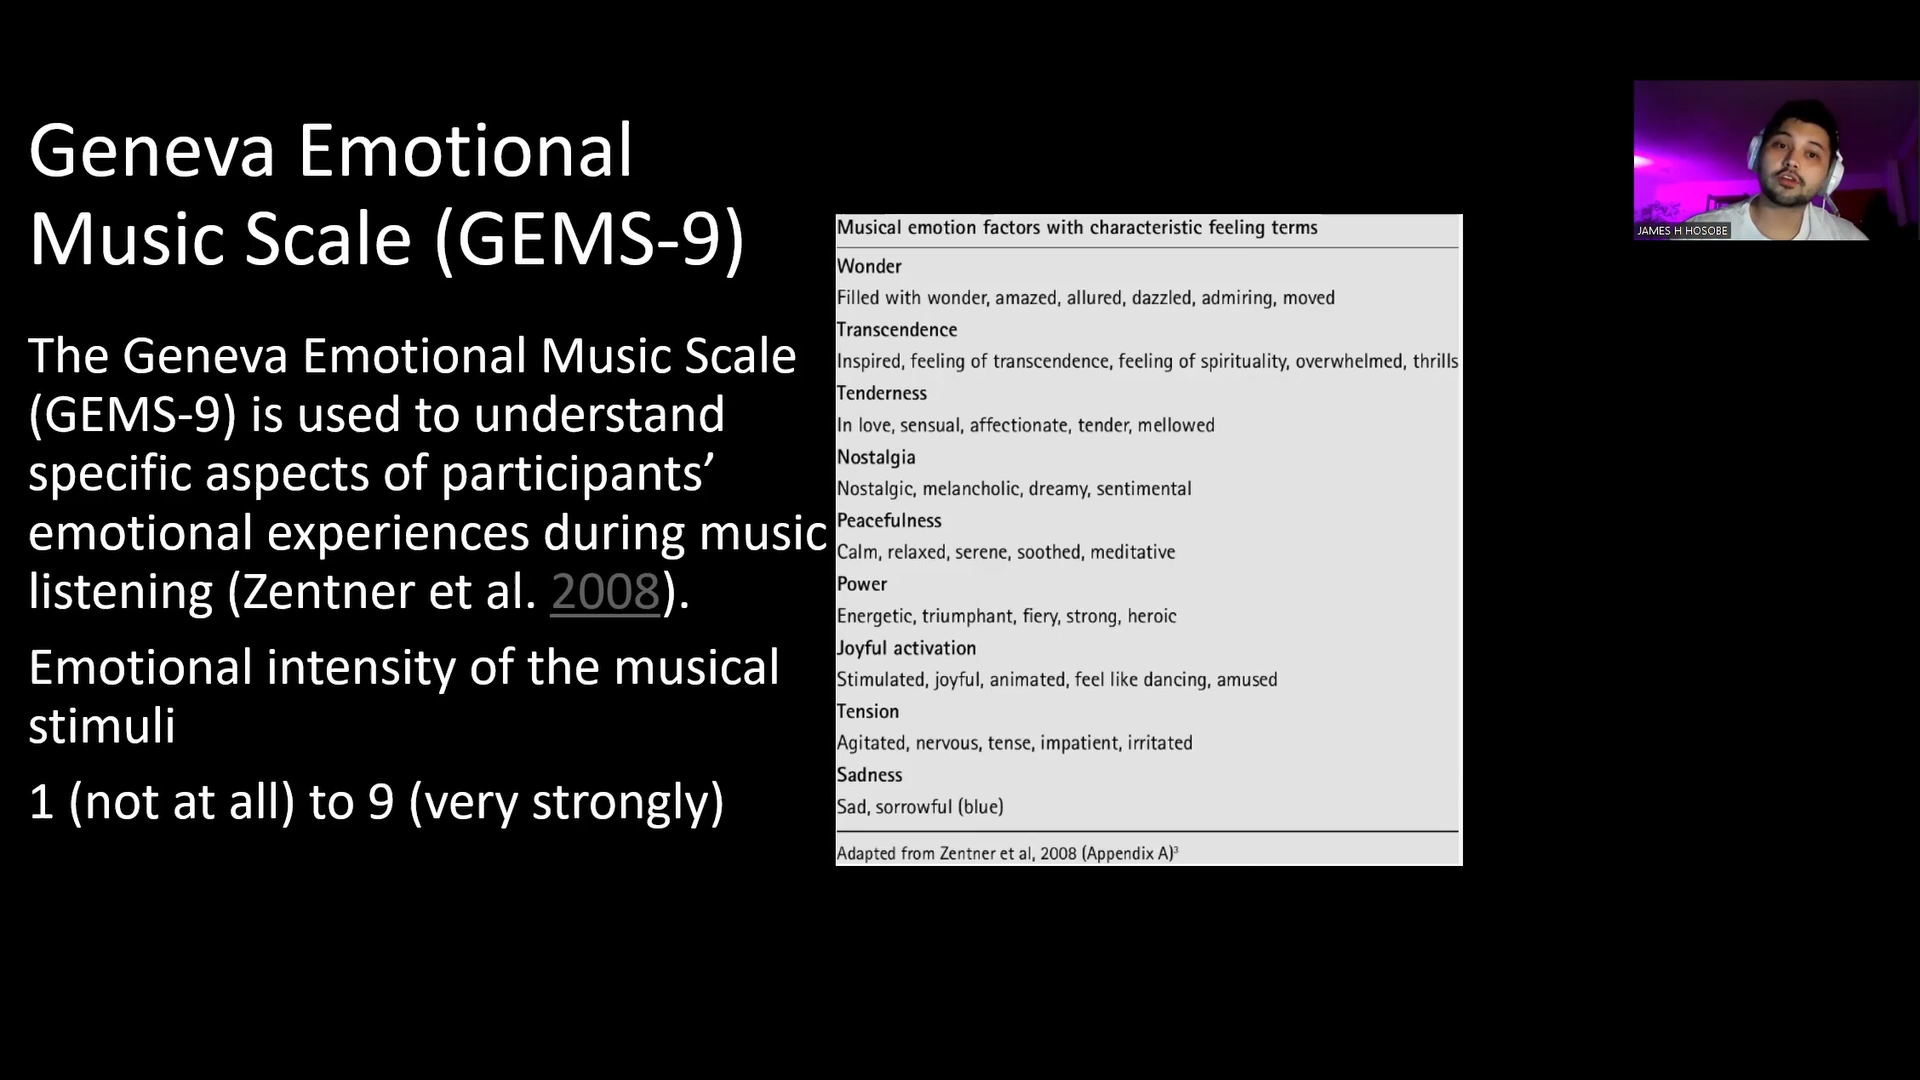 Geneva Emotional
Music Scale (GEMS-9)
The Geneva Emotional Music Scale
(GEMS-9) is used to understand
specific aspects of participants’
emotional experiences during music
listening (Zentner et al. 2008).
Emotional intensity of the musical
stimuli
1 (not at all) to 9 (very strongly)
Musical emotion factors with characteristic feeling terms
Wonder
Filled with wonder, amazed, allured, dazzled, admiring, moved
Transcendence
Inspired, feeling of transcendence, feeling of spirituality, overwhelmed, thrills
Tenderness
In love, sensual, affectionate, tender, mellowed
Nostalgia
Nostalgic, melancholic, dreamy, sentimental
Peacefulness
Calm, relaxed, serene, soothed, meditative
Power
Energetic, triumphant, fiery, strong, heroic
Joyful activation
Stimulated, joyful, animated, feel like dancing, amused
Tension
Agitated, nervous, tense, impatient, irritated
Sadness
Sad, sorrowful (blue)
Adapted from Zentner et al, 2008 (Appendix A)³
JAMES H HOSOBE